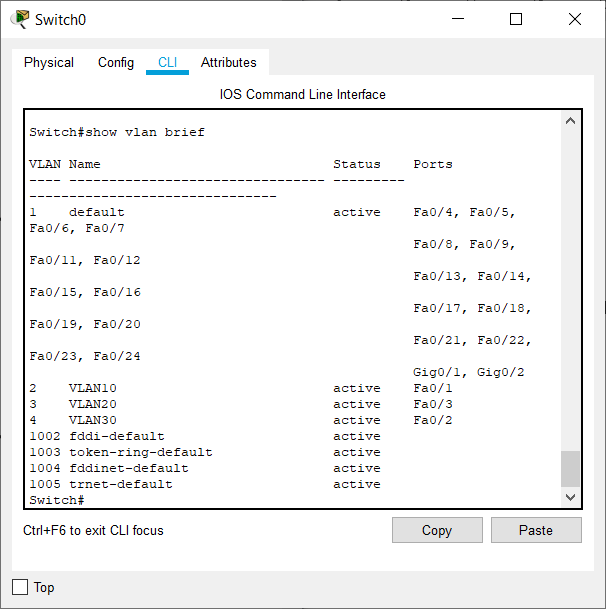 Switch0
Physical Config CLI Attributes
IOS Command Line Interface
Switch#show vlan brief
VLAN Name                             Status    Ports
---- -------------------------------- ---------
-------------------------------
1    default                          active    Fa0/4, Fa0/5,
Fa0/6, Fa0/7
                                                Fa0/8, Fa0/9,
Fa0/11, Fa0/12
                                                Fa0/13, Fa0/14,
Fa0/15, Fa0/16
                                                Fa0/17, Fa0/18,
Fa0/19, Fa0/20
                                                Fa0/21, Fa0/22,
Fa0/23, Fa0/24
                                                Gig0/1, Gig0/2
2    VLAN10                           active    Fa0/1
3    VLAN20                           active    Fa0/3
4    VLAN30                           active    Fa0/2
1002 fddi-default                     active
1003 token-ring-default               active
1004 fddinet-default                  active
1005 trnet-default                    active
Switch#
Ctrl+F6 to exit CLI focus Copy Paste
Top